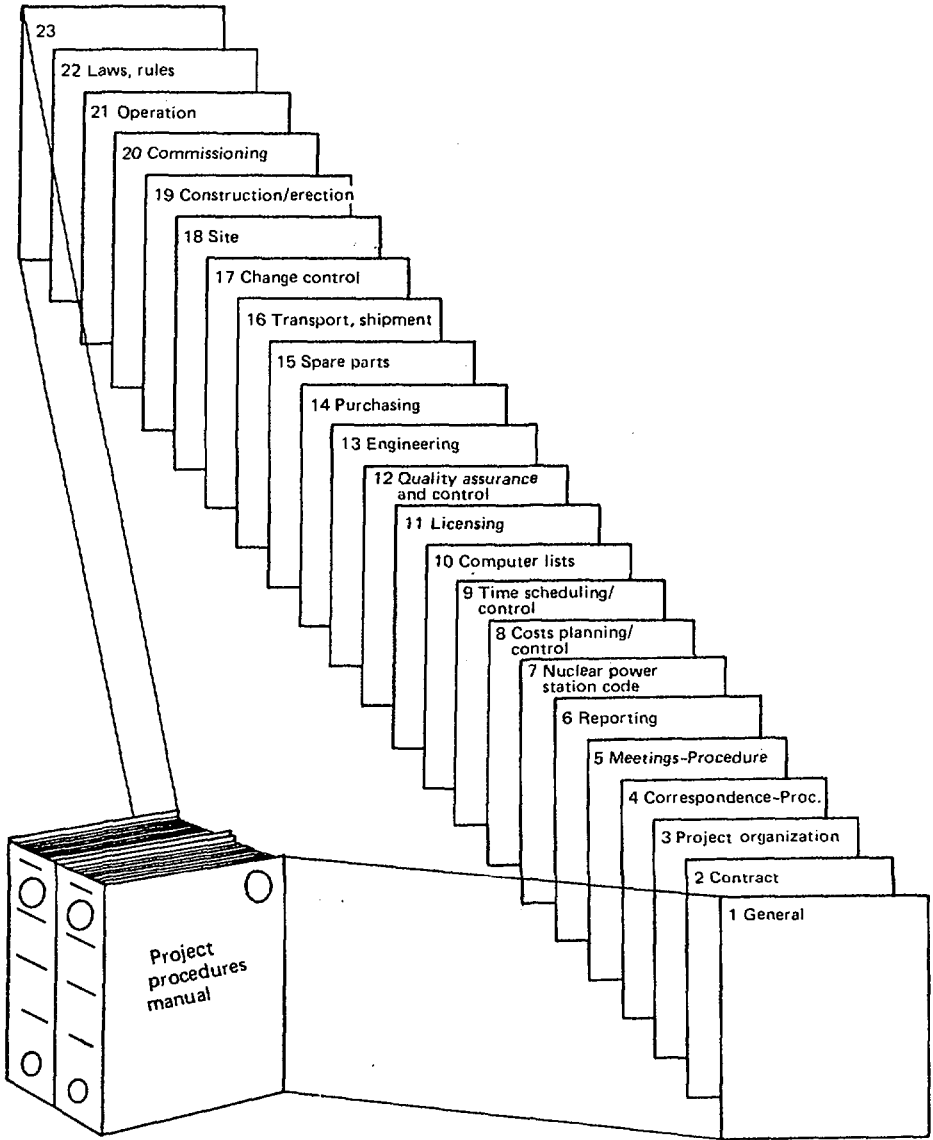 23
22 Laws, rules
21 Operation
20 Commissioning
19 Construction/erection
18 Site
17 Change control
16 Transport, shipment
15 Spare parts
14 Purchasing
13 Engineering
12 Quality assurance
and control
11 Licensing
10 Computer lists
9 Time scheduling/
control
8 Costs planning/
control
7 Nuclear power
station code
6 Reporting
5 Meetings-Procedure
4 Correspondence-Proc.
3 Project organization
2 Contract
1 General
Project
procedures
manual